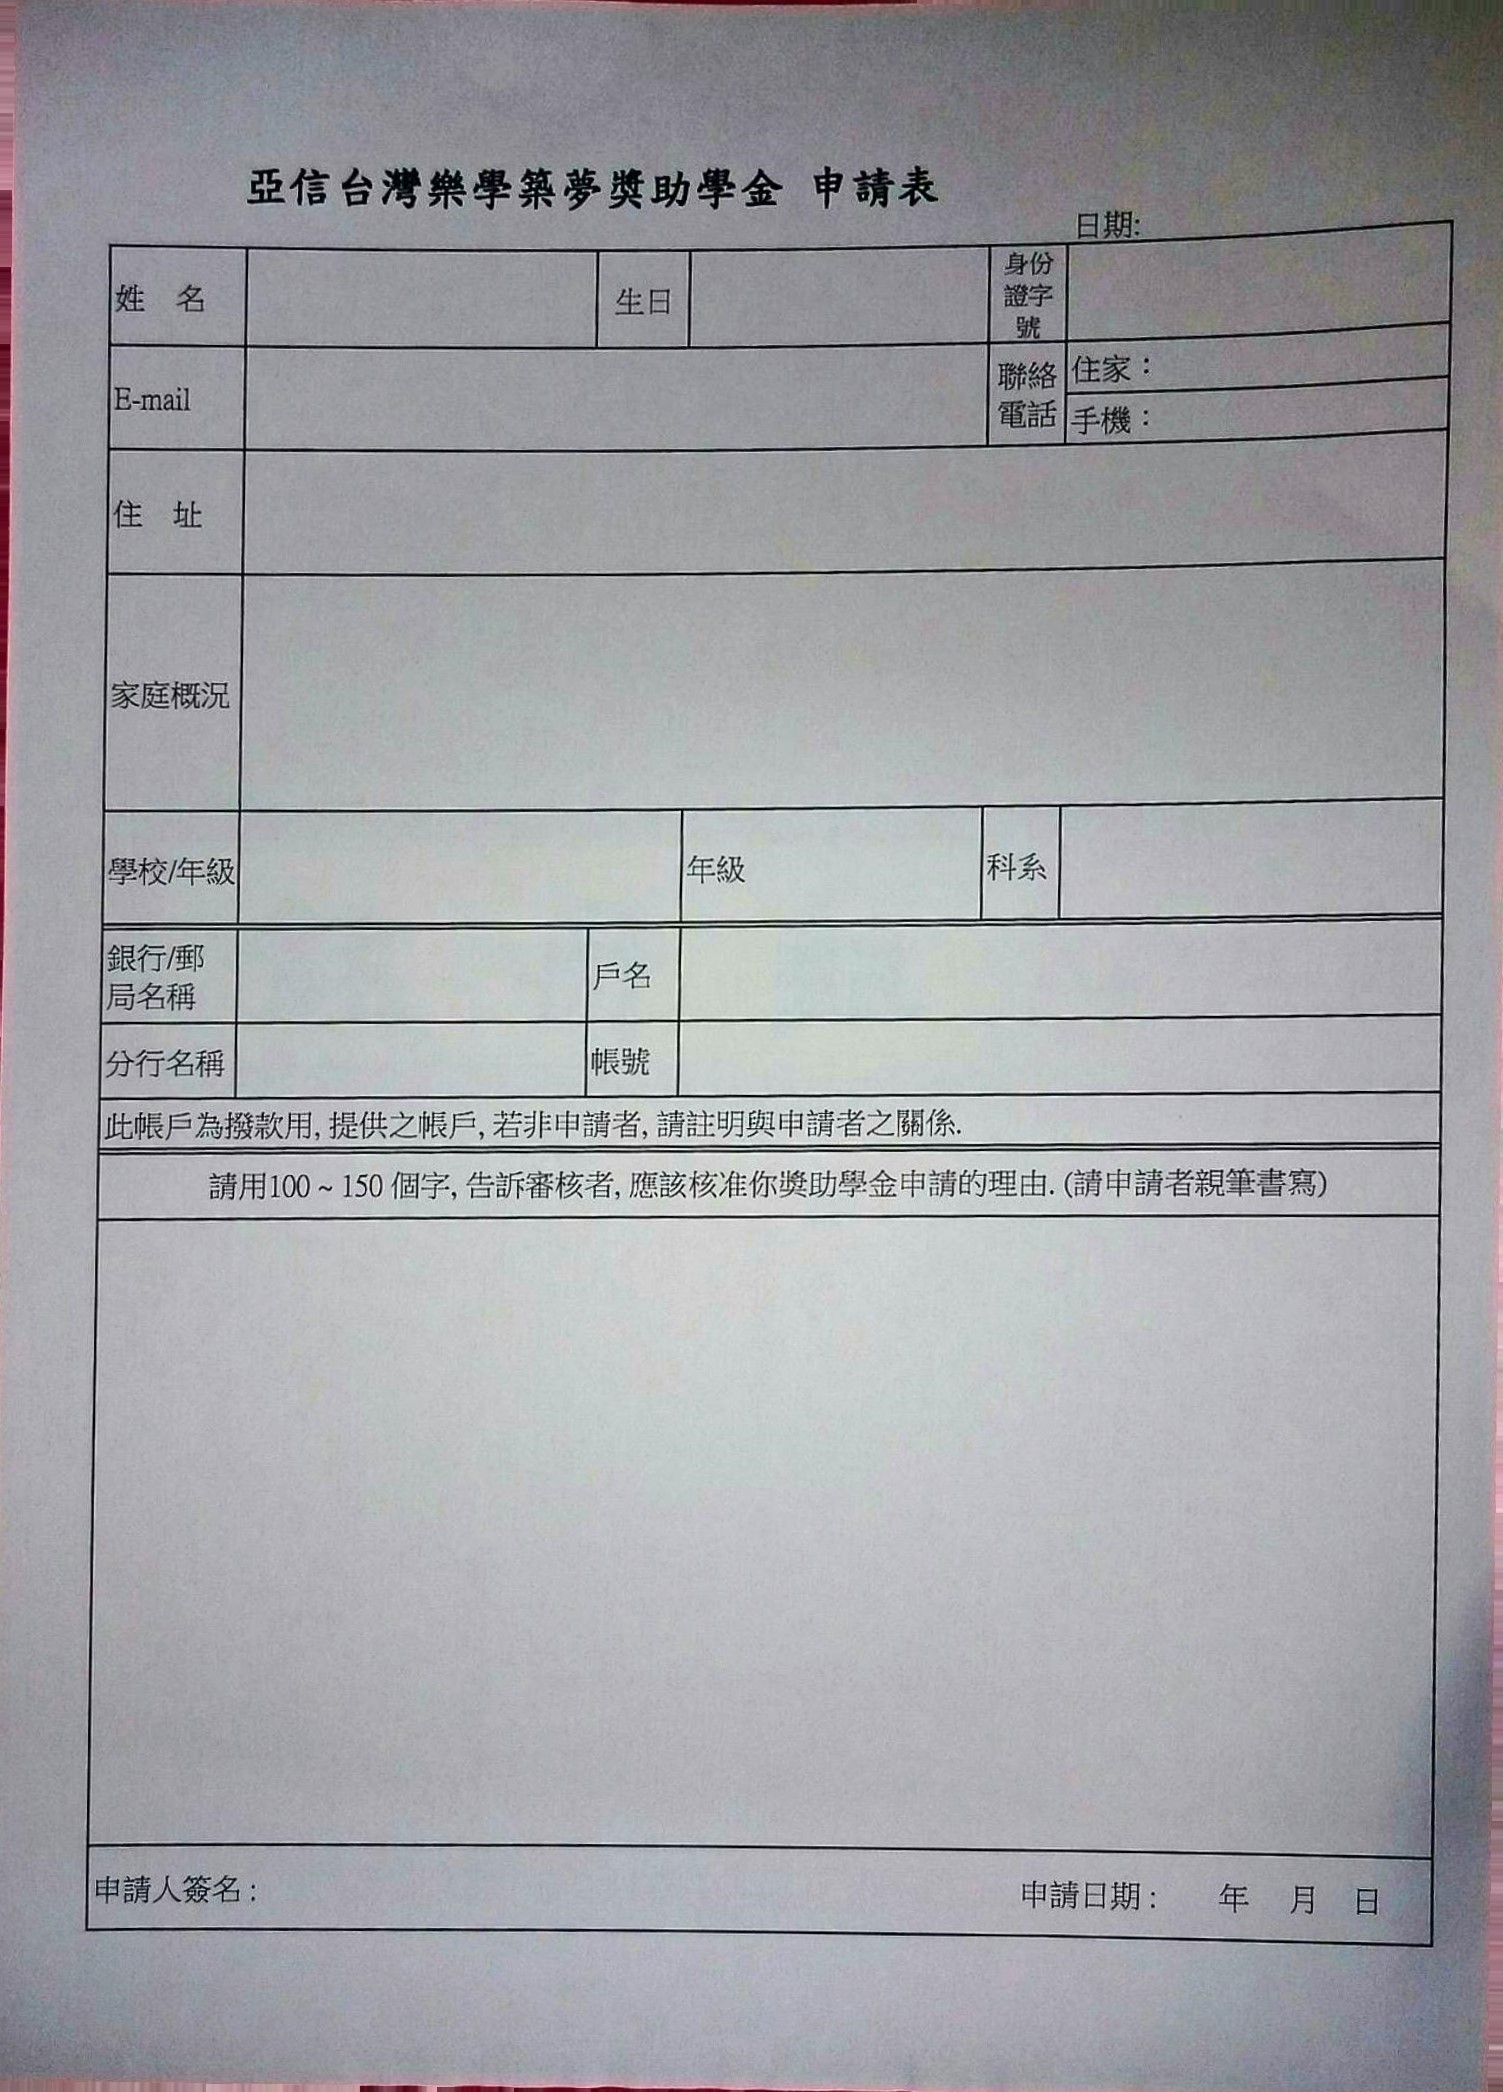 亞信台灣樂學築夢獎助學金 申請表
日期:
姓 名
生日
身份
證字
號
E-mail
聯絡
電話
住家：
手機：
住 址
家庭概況
學校/年級
年級
科系
銀行/郵
局名稱
戶名
分行名稱
帳號
此帳戶為撥款用, 提供之帳戶, 若非申請者, 請註明與申請者之關係.
請用100 ~ 150 個字, 告訴審核者, 應該核准你獎助學金申請的理由. (請申請者親筆書寫)
申請人簽名 :
申請日期 : 年 月 日